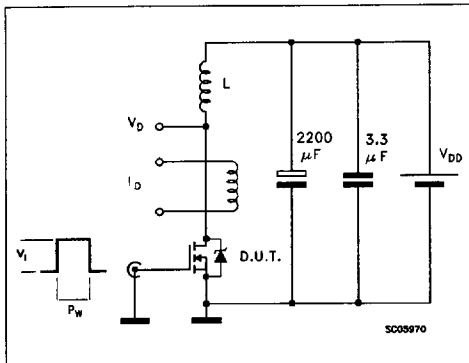 L
V_D
2200
μF
3.3
μF
V_DD
I_D
D.U.T.
V_i
P_W
SC05970